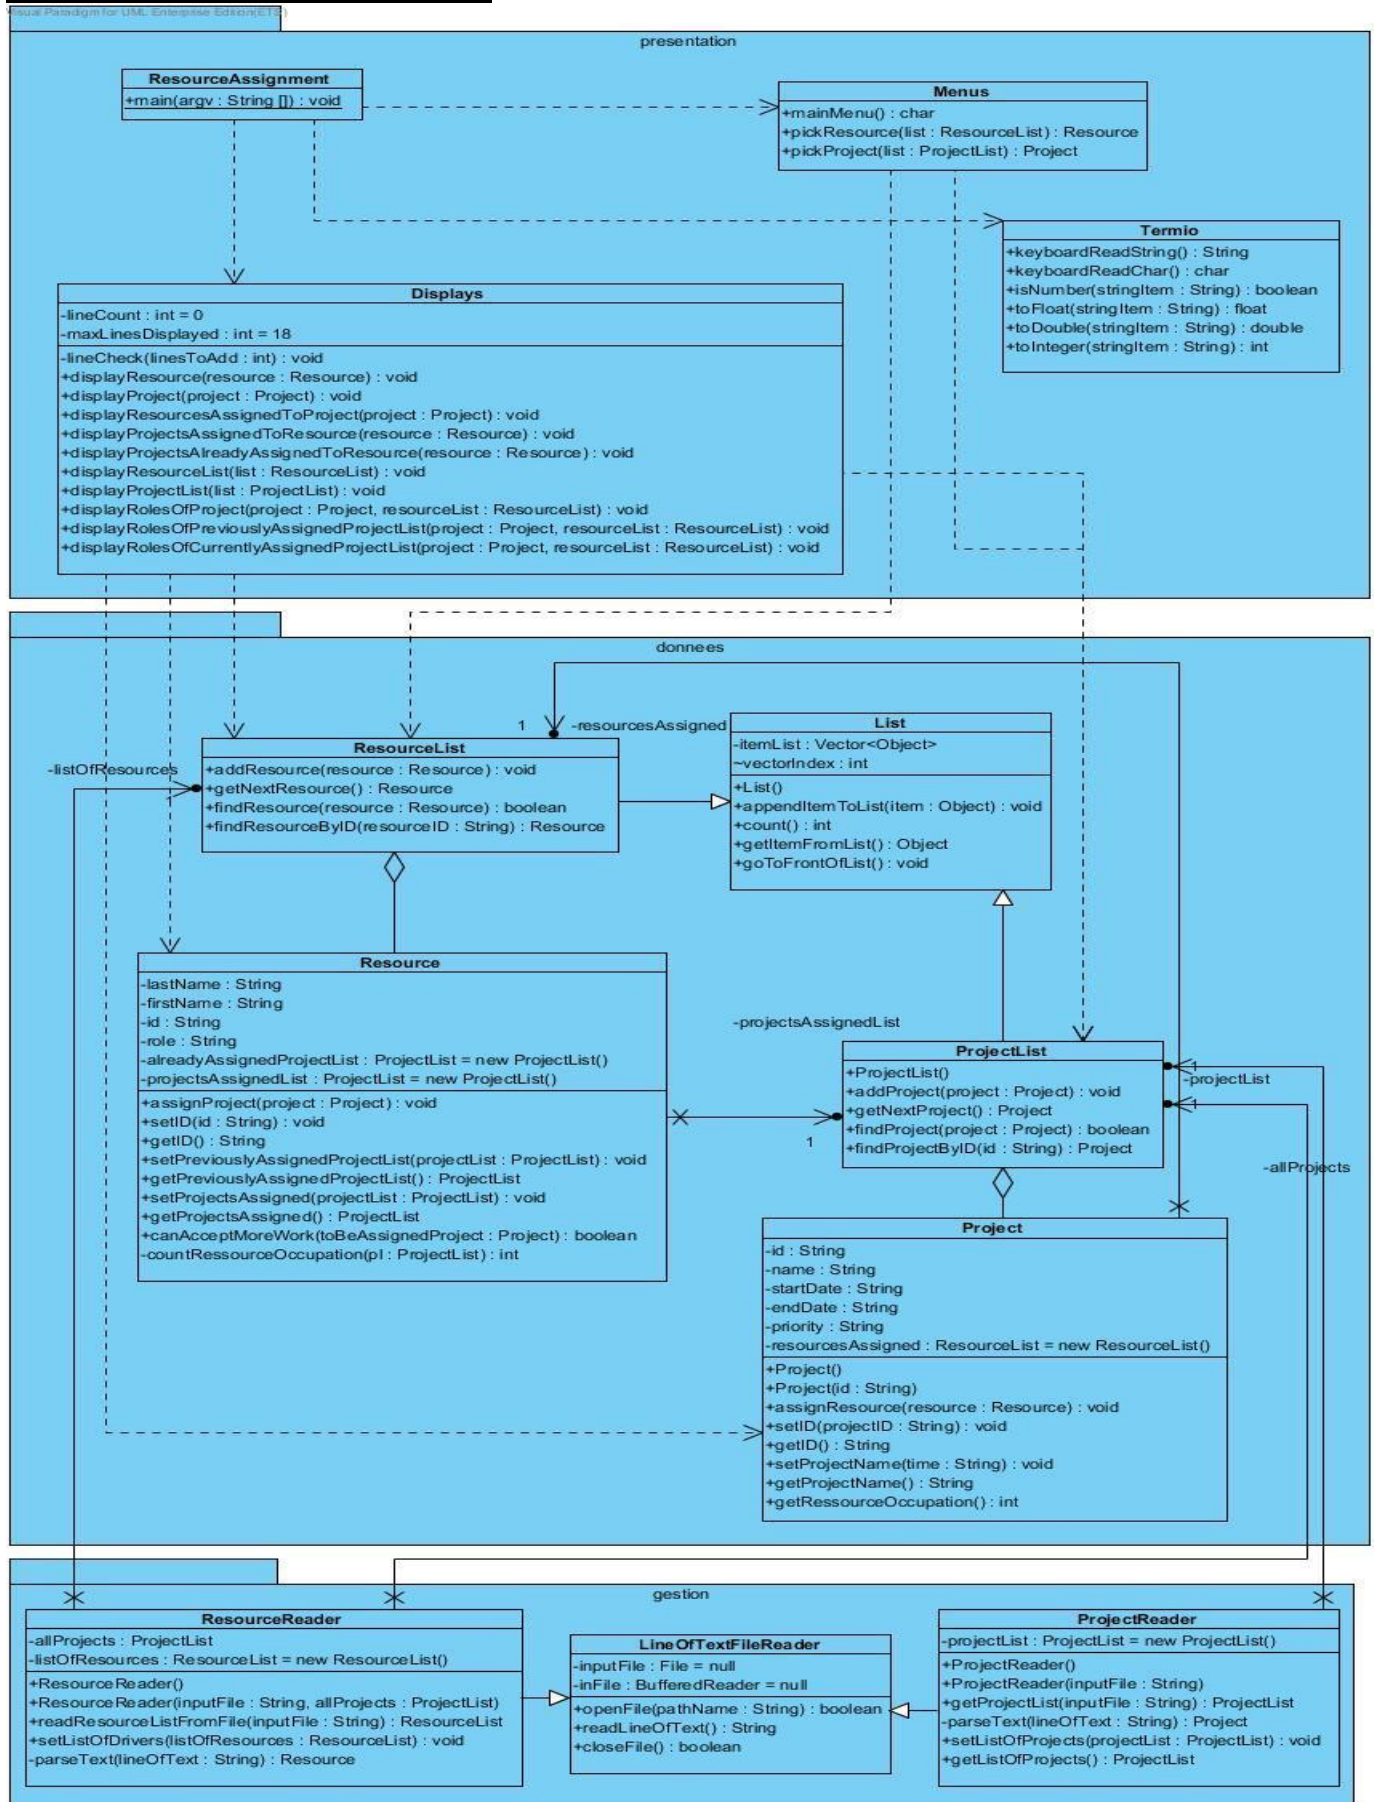 Visual Paradigm for UML Enterprise Edition(ETS)
presentation
ResourceAssignment
+main(argv : String []) : void
Menus
+mainMenu() : char
+pickResource(list : ResourceList) : Resource
+pickProject(list : ProjectList) : Project
Termio
+keyboardReadString() : String
+keyboardReadChar() : char
+isNumber(stringItem : String) : boolean
+toFloat(stringItem : String) : float
+toDouble(stringItem : String) : double
+toInteger(stringItem : String) : int
Displays
-lineCount : int = 0
-maxLinesDisplayed : int = 18
-lineCheck(linesToAdd : int) : void
+displayResource(resource : Resource) : void
+displayProject(project : Project) : void
+displayResourcesAssignedToProject(project : Project) : void
+displayProjectsAssignedToResource(resource : Resource) : void
+displayProjectsAlreadyAssignedToResource(resource : Resource) : void
+displayResourceList(list : ResourceList) : void
+displayProjectList(list : ProjectList) : void
+displayRolesOfProject(project : Project, resourceList : ResourceList) : void
+displayRolesOfPreviouslyAssignedProjectList(project : Project, resourceList : ResourceList) : void
+displayRolesOfCurrentlyAssignedProjectList(project : Project, resourceList : ResourceList) : void
donnees
1
-resourcesAssigned
-listOfResources
1
ResourceList
+addResource(resource : Resource) : void
+getNextResource() : Resource
+findResource(resource : Resource) : boolean
+findResourceByID(resourceID : String) : Resource
List
-itemList : Vector<Object>
~vectorIndex : int
+List()
+appendItemToList(item : Object) : void
+count() : int
+getItemFromList() : Object
+goToFrontOfList() : void
Resource
-lastName : String
-firstName : String
-id : String
-role : String
-alreadyAssignedProjectList : ProjectList = new ProjectList()
-projectsAssignedList : ProjectList = new ProjectList()
+assignProject(project : Project) : void
+setID(id : String) : void
+getID() : String
+setPreviouslyAssignedProjectList(projectList : ProjectList) : void
+getPreviouslyAssignedProjectList() : ProjectList
+setProjectsAssigned(projectList : ProjectList) : void
+getProjectsAssigned() : ProjectList
+canAcceptMoreWork(toBeAssignedProject : Project) : boolean
-countRessourceOccupation(pl : ProjectList) : int
-projectsAssignedList
1
ProjectList
+ProjectList()
+addProject(project : Project) : void
+getNextProject() : Project
+findProject(project : Project) : boolean
+findProjectByID(id : String) : Project
1
-projectList
1
-allProjects
Project
-id : String
-name : String
-startDate : String
-endDate : String
-priority : String
-resourcesAssigned : ResourceList = new ResourceList()
+Project()
+Project(id : String)
+assignResource(resource : Resource) : void
+setID(projectID : String) : void
+getID() : String
+setProjectName(time : String) : void
+getProjectName() : String
+getRessourceOccupation() : int
gestion
ResourceReader
-allProjects : ProjectList
-listOfResources : ResourceList = new ResourceList()
+ResourceReader()
+ResourceReader(inputFile : String, allProjects : ProjectList)
+readResourceListFromFile(inputFile : String) : ResourceList
+setListOfDrivers(listOfResources : ResourceList) : void
-parseText(lineOfText : String) : Resource
LineOfTextFileReader
-inputFile : File = null
-inFile : BufferedReader = null
+openFile(pathName : String) : boolean
+readLineOfText() : String
+closeFile() : boolean
ProjectReader
-projectList : ProjectList = new ProjectList()
+ProjectReader()
+ProjectReader(inputFile : String)
+getProjectList(inputFile : String) : ProjectList
-parseText(lineOfText : String) : Project
+setListOfProjects(projectList : ProjectList) : void
+getListOfProjects() : ProjectList